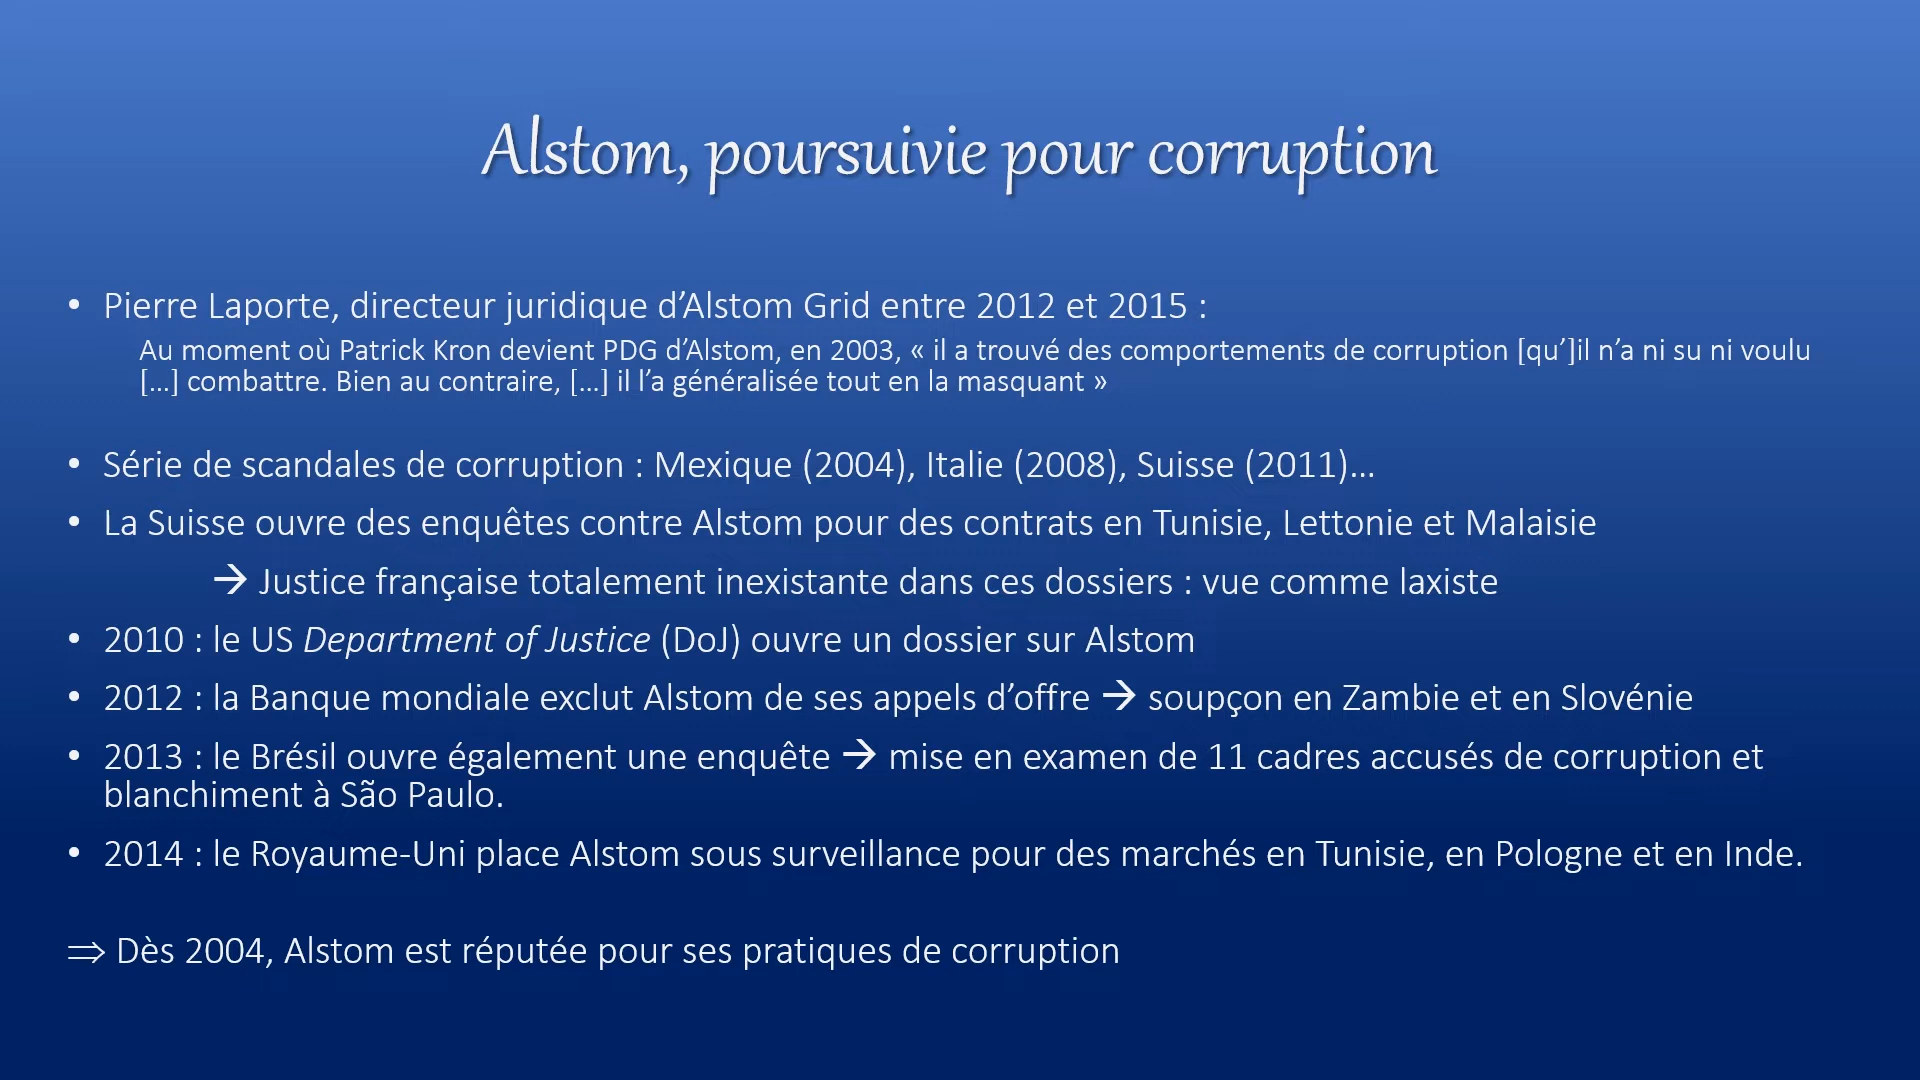 Alstom, poursuivie pour corruption
• Pierre Laporte, directeur juridique d’Alstom Grid entre 2012 et 2015 :
Au moment où Patrick Kron devient PDG d’Alstom, en 2003, « il a trouvé des comportements de corruption [qu’]il n’a ni su ni voulu
[…] combattre. Bien au contraire, […] il l’a généralisée tout en la masquant »
• Série de scandales de corruption : Mexique (2004), Italie (2008), Suisse (2011)…
• La Suisse ouvre des enquêtes contre Alstom pour des contrats en Tunisie, Lettonie et Malaisie
→ Justice française totalement inexistante dans ces dossiers : vue comme laxiste
• 2010 : le US Department of Justice (DoJ) ouvre un dossier sur Alstom
• 2012 : la Banque mondiale exclut Alstom de ses appels d’offre → soupçon en Zambie et en Slovénie
• 2013 : le Brésil ouvre également une enquête → mise en examen de 11 cadres accusés de corruption et
blanchiment à São Paulo.
• 2014 : le Royaume-Uni place Alstom sous surveillance pour des marchés en Tunisie, en Pologne et en Inde.
⇒ Dès 2004, Alstom est réputée pour ses pratiques de corruption